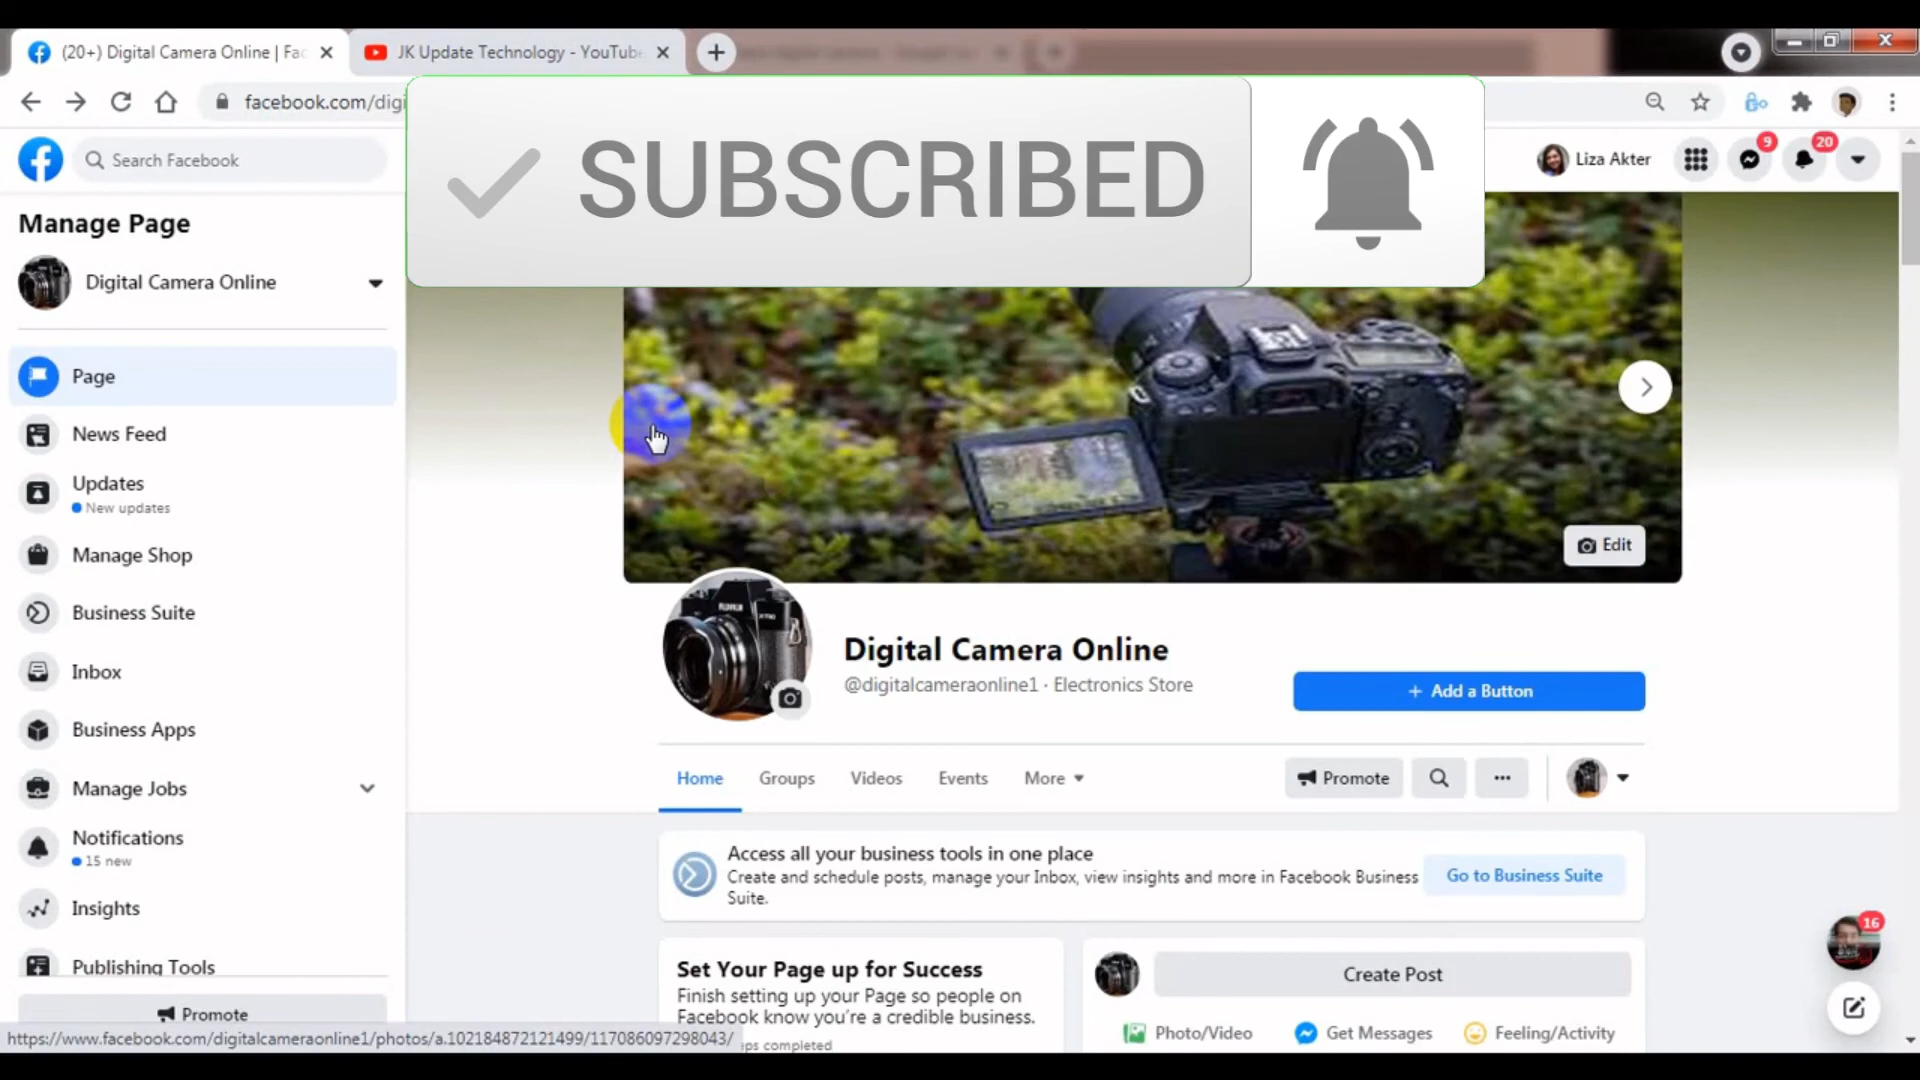 (20+) Digital Camera Online | Fac
JK Update Technology - YouTube
facebook.com/digi
SUBSCRIBED
Search Facebook
Liza Akter
9
20
Manage Page
Digital Camera Online
Page
News Feed
Updates
New updates
Manage Shop
Business Suite
Inbox
Business Apps
Manage Jobs
Notifications
15 new
Insights
Publishing Tools
Promote
Edit
FUJIFILM
Digital Camera Online
@digitalcameraonline1 · Electronics Store
+ Add a Button
Home
Groups
Videos
Events
More
Promote
Access all your business tools in one place
Create and schedule posts, manage your Inbox, view insights and more in Facebook Business
Suite.
Go to Business Suite
Set Your Page up for Success
Finish setting up your Page so people on
Facebook know you're a credible business.
ps completed
Create Post
Photo/Video
Get Messages
Feeling/Activity
16
https://www.facebook.com/digitalcameraonline1/photos/a.102184872121499/117086097298043/